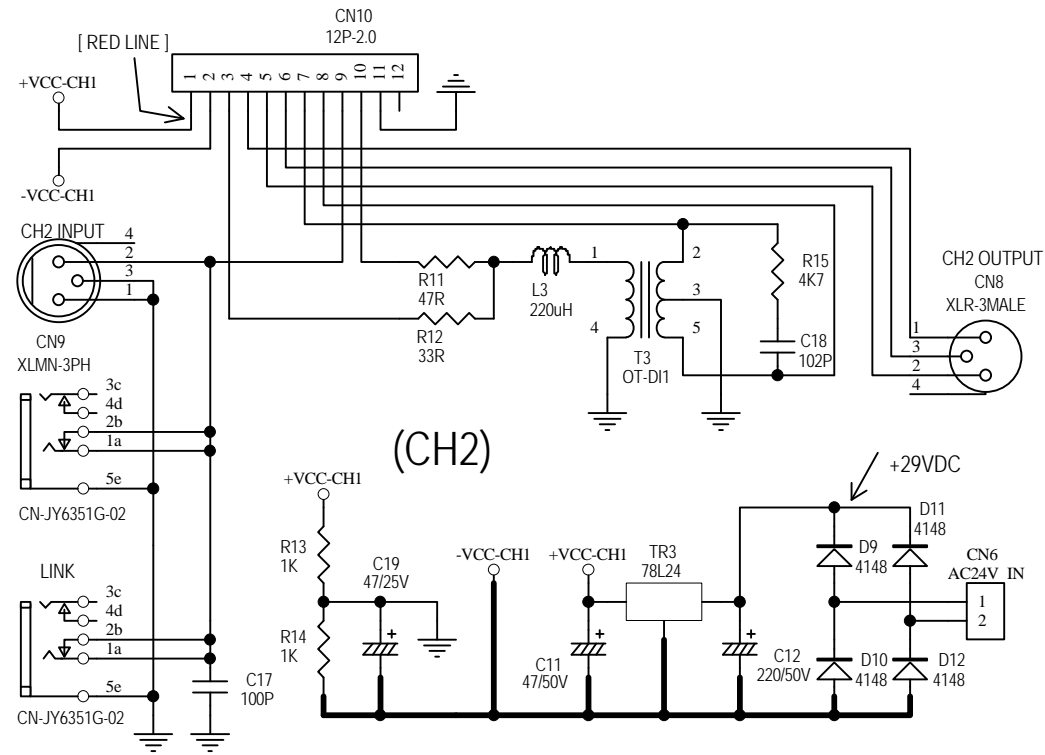 CN10
12P-2.0
[ RED LINE ]
1 2 3 4 5 6 7 8 9 10 11 12
+VCC-CH1
-VCC-CH1
CH2 INPUT
4
2
3
1
CN9
XLMN-3PH
R11
47R
R12
33R
L3
220uH
1
4
2
3
5
T3
OT-DI1
R15
4K7
C18
102P
CH2 OUTPUT
CN8
XLR-3MALE
1
3
2
4
3c
4d
2b
1a
5e
CN-JY6351G-02
(CH2)
LINK
3c
4d
2b
1a
5e
CN-JY6351G-02
C17
100P
+VCC-CH1
R13
1K
R14
1K
C19
47/25V
+
-VCC-CH1
+VCC-CH1
TR3
78L24
+
C11
47/50V
+
C12
220/50V
+29VDC
D9
4148
D11
4148
D10
4148
D12
4148
CN6
AC24V IN
1
2